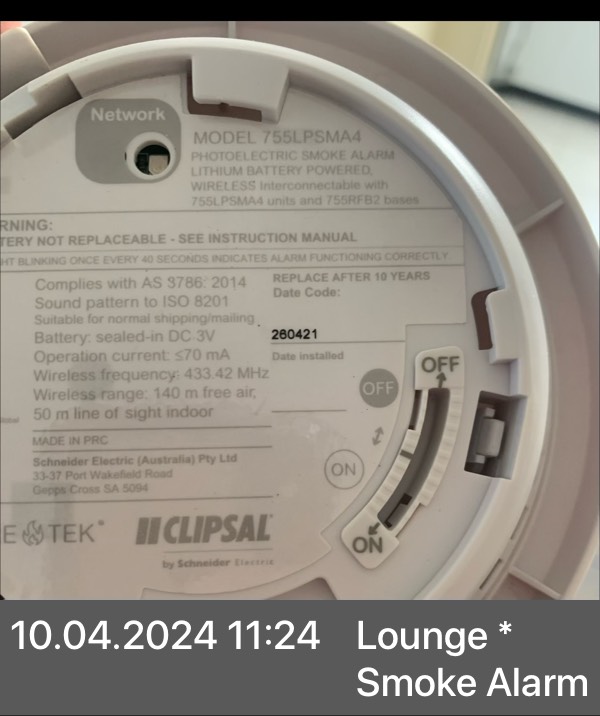 Network
MODEL 755LPSMA4
PHOTOELECTRIC SMOKE ALARM
LITHIUM BATTERY POWERED,
WIRELESS Interconnectable with
755LPSMA4 units and 755RFB2 bases
RNING:
TERY NOT REPLACEABLE - SEE INSTRUCTION MANUAL
HT BLINKING ONCE EVERY 40 SECONDS INDICATES ALARM FUNCTIONING CORRECTLY
Complies with AS 3786: 2014
Sound pattern to ISO 8201
Suitable for normal shipping/mailing
Battery: sealed-in DC 3V
Operation current: ≤70 mA
Wireless frequency: 433.42 MHz
Wireless range: 140 m free air,
50 m line of sight indoor
REPLACE AFTER 10 YEARS
Date Code:
260421
Date installed
OFF
ON
OFF
ON
MADE IN PRC
Schneider Electric (Australia) Pty Ltd
33-37 Port Wakefield Road
Gepps Cross SA 5094
E TEK®
CLIPSAL
by Schneider Electric
10.04.2024 11:24
Lounge *
Smoke Alarm